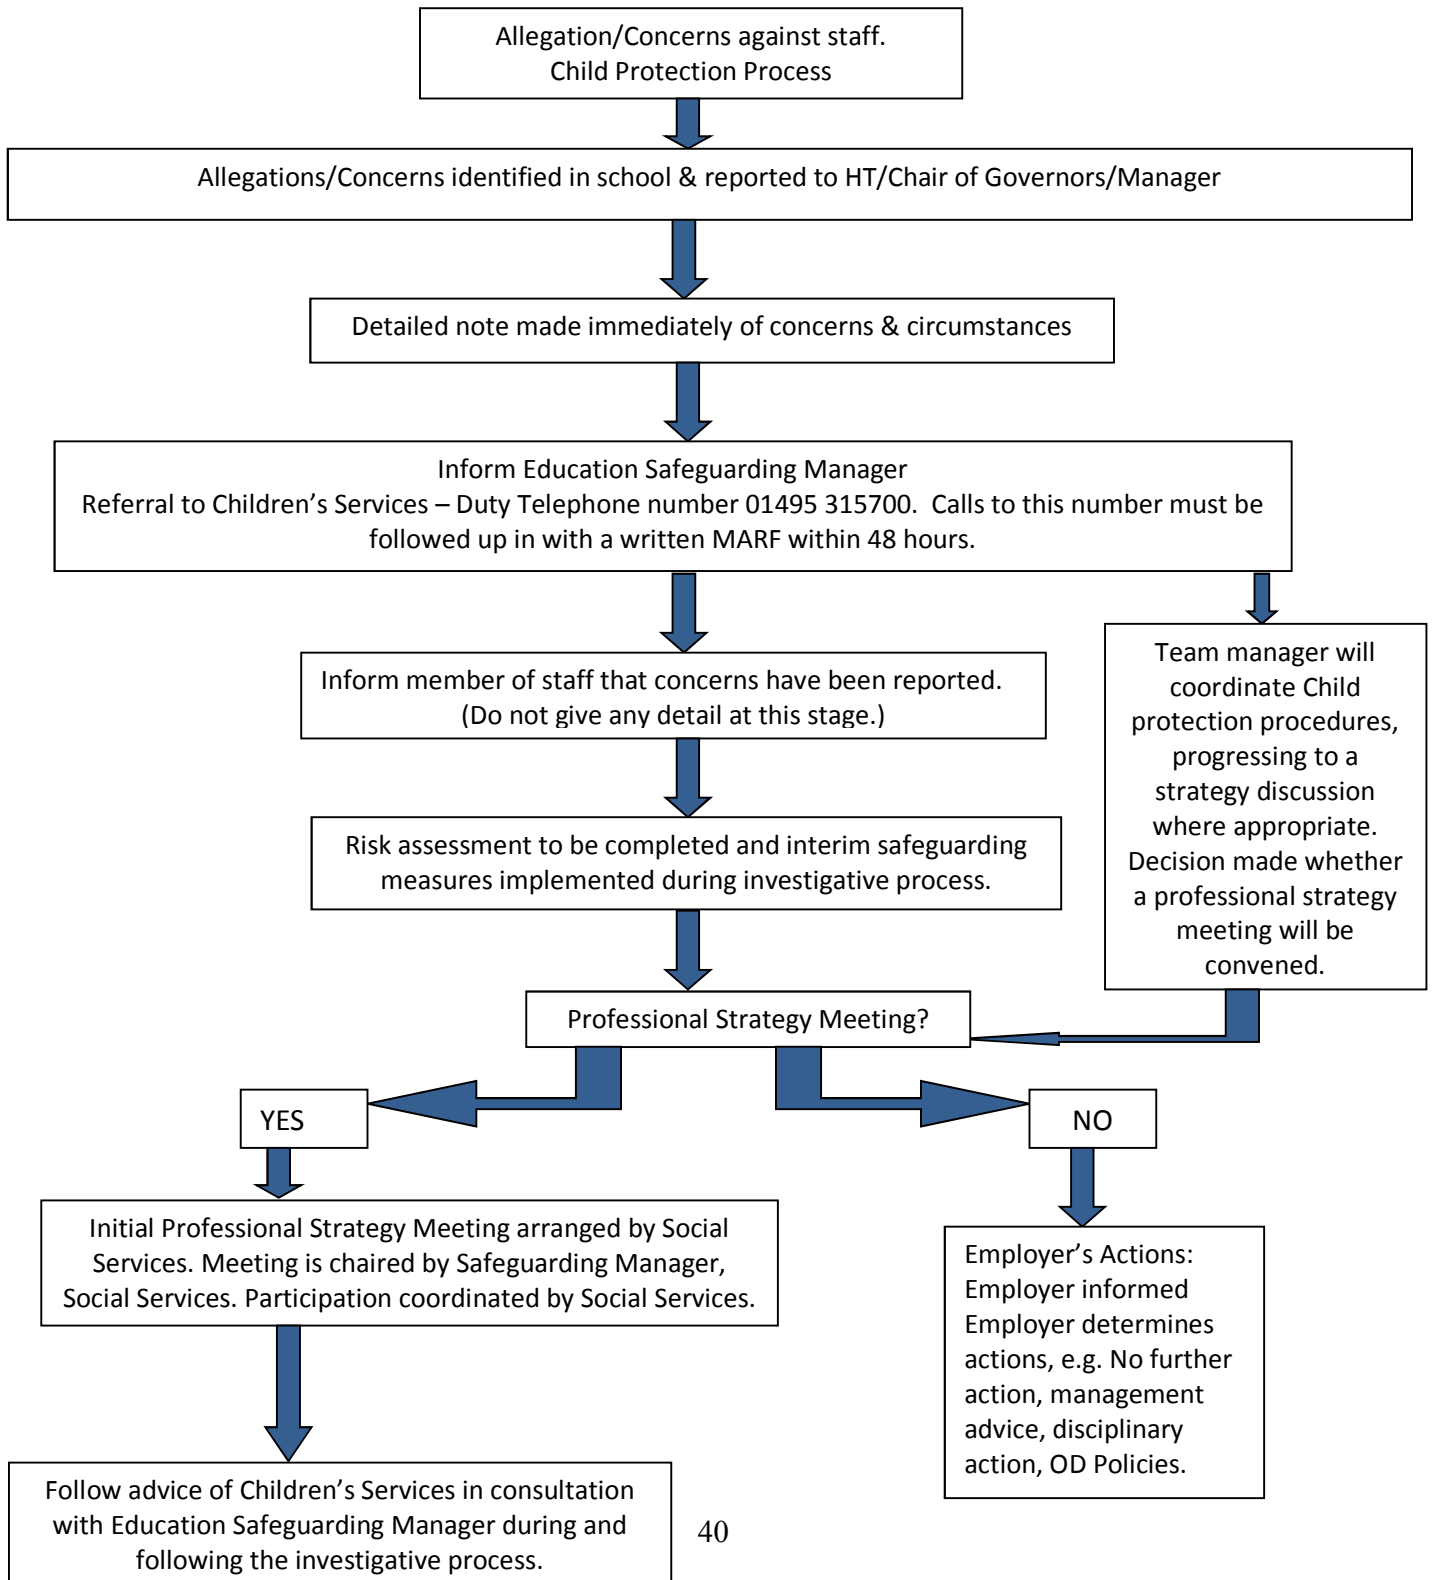 Allegation/Concerns against staff.
Child Protection Process
Allegations/Concerns identified in school & reported to HT/Chair of Governors/Manager
Detailed note made immediately of concerns & circumstances
Inform Education Safeguarding Manager
Referral to Children’s Services – Duty Telephone number 01495 315700.  Calls to this number must be
followed up in with a written MARF within 48 hours.
Inform member of staff that concerns have been reported.
(Do not give any detail at this stage.)
Team manager will
coordinate Child
protection procedures,
progressing to a
strategy discussion
where appropriate.
Decision made whether
a professional strategy
meeting will be
convened.
Risk assessment to be completed and interim safeguarding
measures implemented during investigative process.
Professional Strategy Meeting?
YES
NO
Initial Professional Strategy Meeting arranged by Social
Services. Meeting is chaired by Safeguarding Manager,
Social Services. Participation coordinated by Social Services.
Employer’s Actions:
Employer informed
Employer determines
actions, e.g. No further
action, management
advice, disciplinary
action, OD Policies.
Follow advice of Children’s Services in consultation
with Education Safeguarding Manager during and
following the investigative process.
40